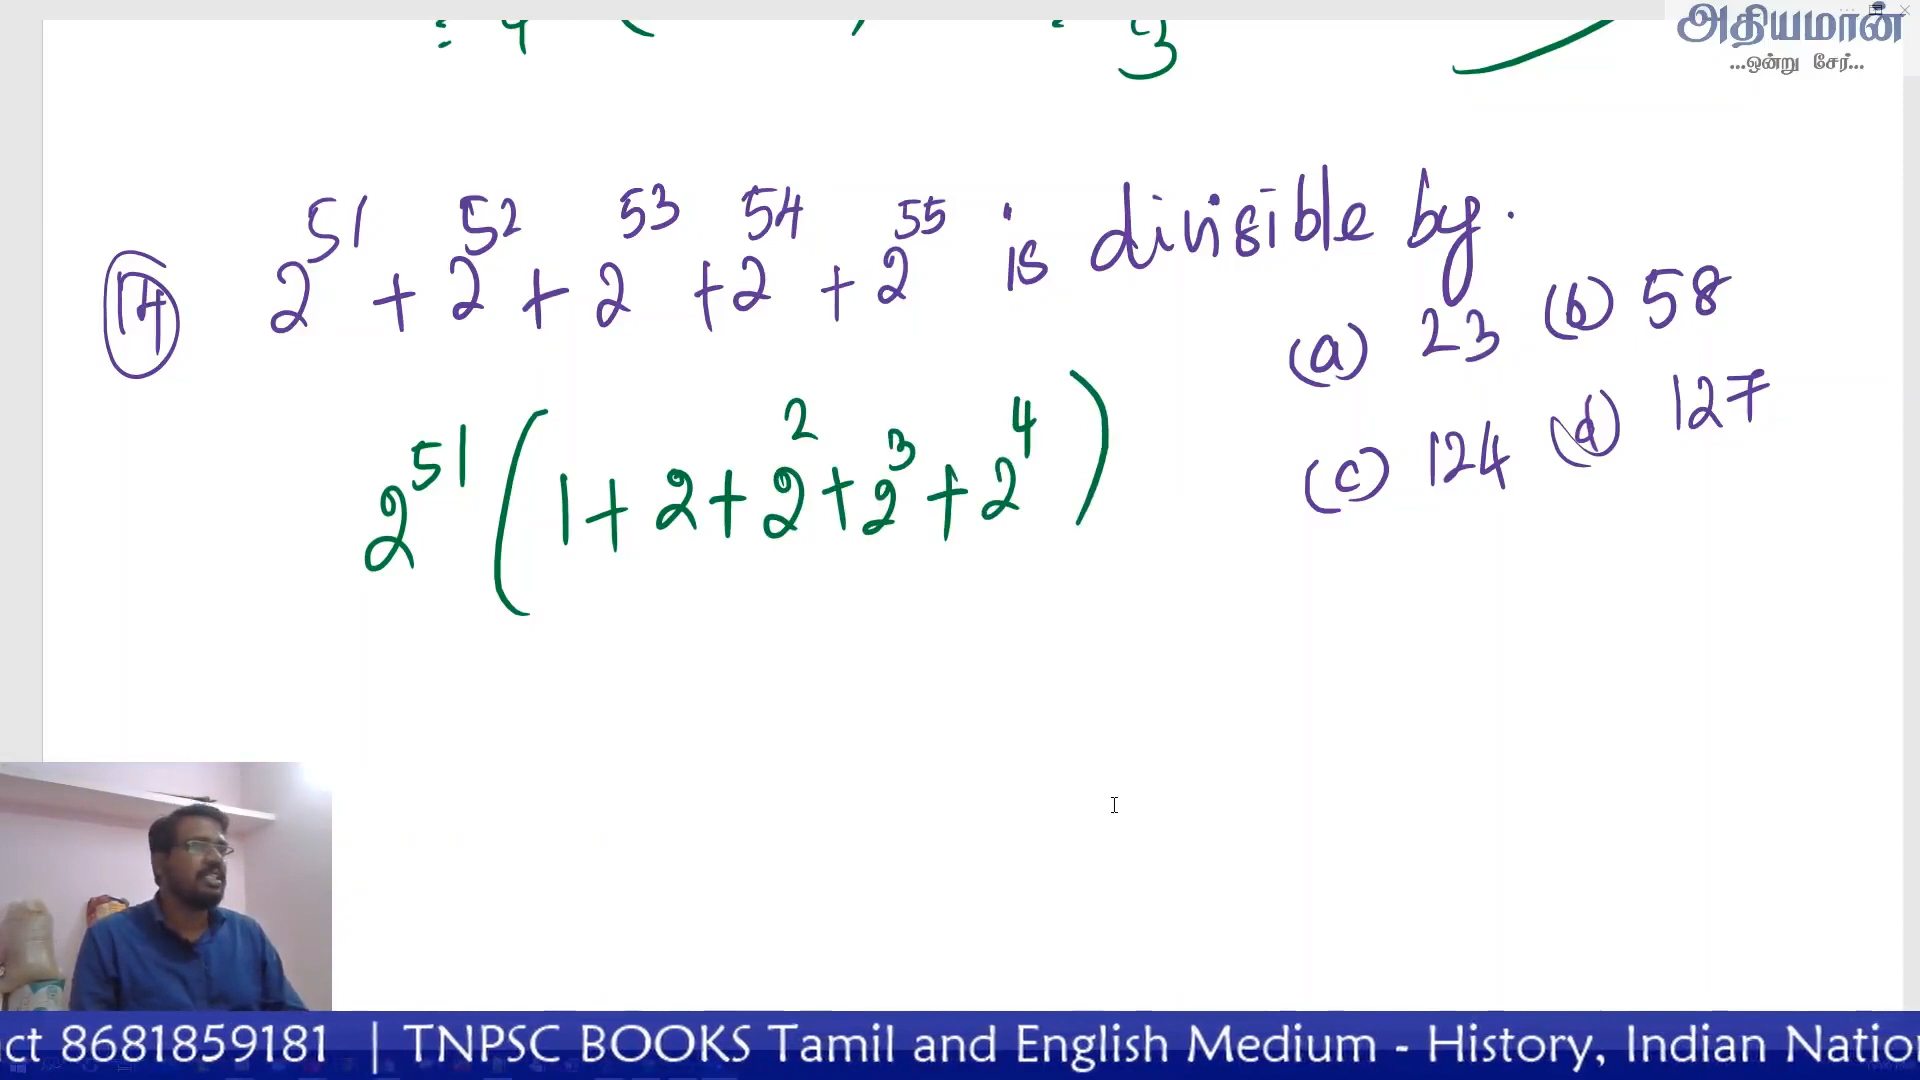 அதியமான்
...ஒன்று சேர்...
14 2^51 + 2^52 + 2^53 + 2^54 + 2^55 is divisible by.
(a) 23 (b) 58
(c) 124 (d) 127
2^51 (1 + 2 + 2^2 + 2^3 + 2^4)
act 8681859181 | TNPSC BOOKS Tamil and English Medium - History, Indian Natio